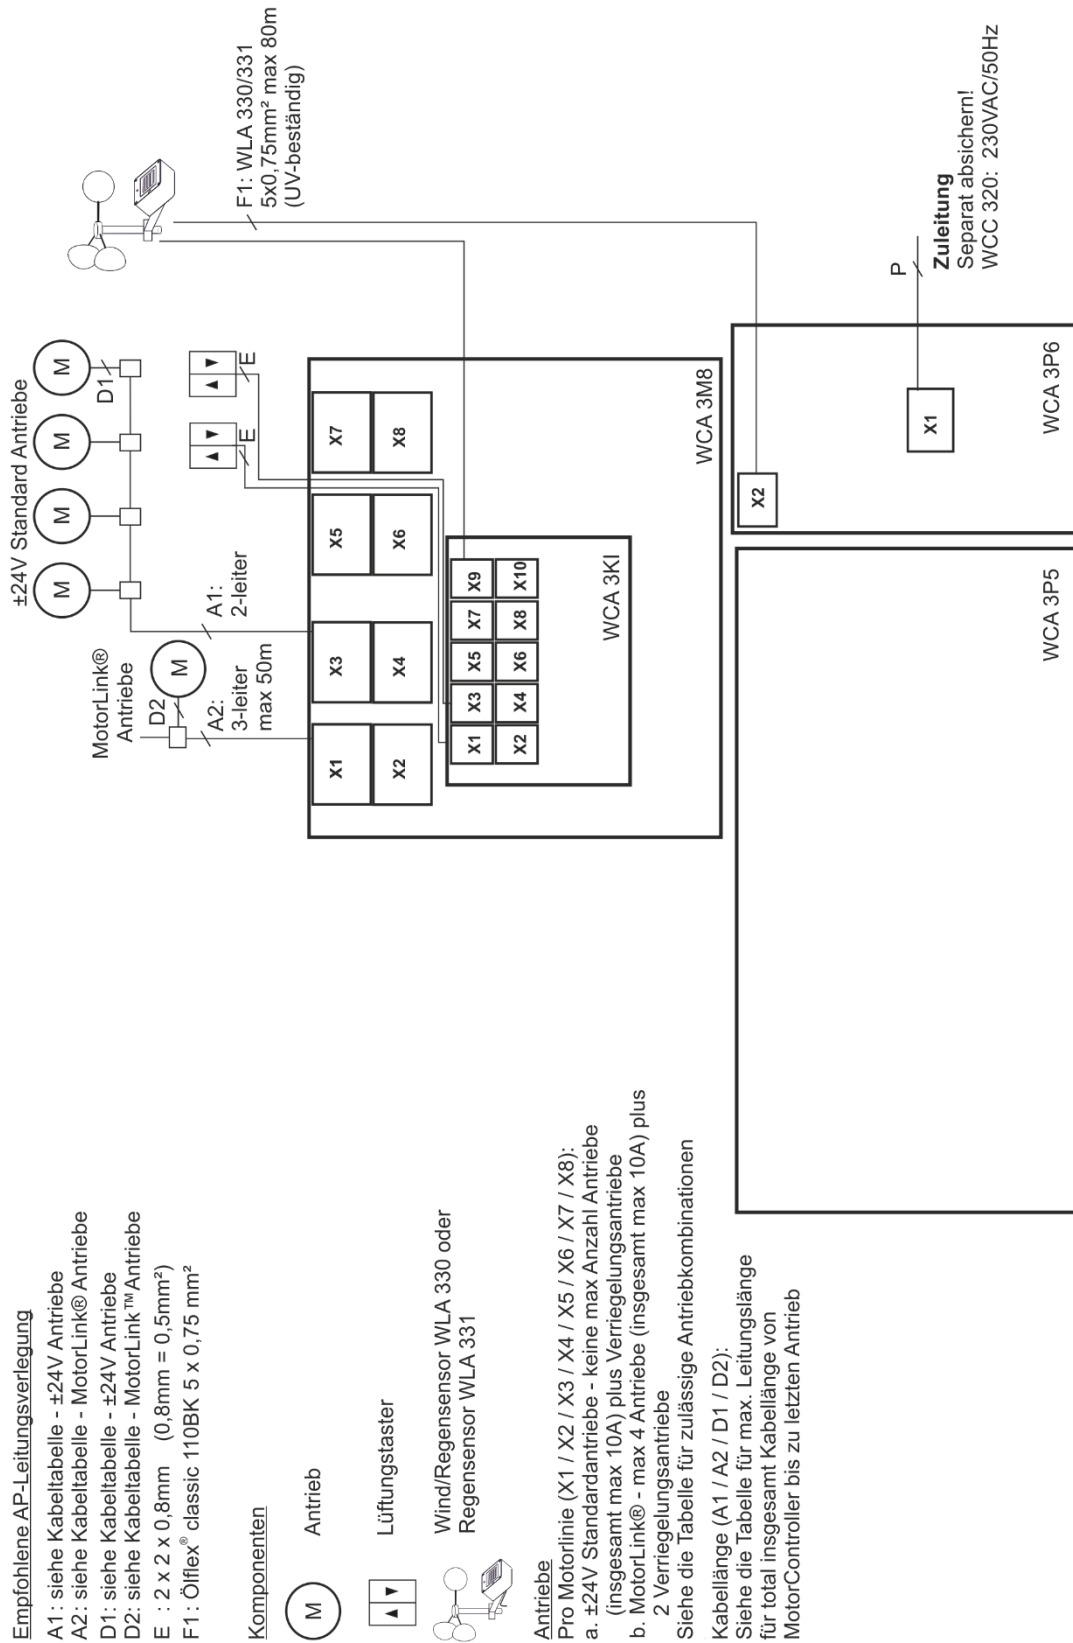 Empfohlene AP-Leitungsverlegung
A1: siehe Kabeltabelle - ±24V Antriebe
A2: siehe Kabeltabelle - MotorLink® Antriebe
D1: siehe Kabeltabelle - ±24V Antriebe
D2: siehe Kabeltabelle - MotorLink™ Antriebe
E : 2 x 2 x 0,8mm (0,8mm = 0,5mm²)
F1: Ölflex® classic 110BK 5 x 0,75 mm²
Komponenten
M
Antrieb
Lüftungstaster
Wind/Regensensor WLA 330 oder
Regensensor WLA 331
Antriebe
Pro Motorlinie (X1 / X2 / X3 / X4 / X5 / X6 / X7 / X8):
a. ±24V Standardantriebe - keine max Anzahl Antriebe
(insgesamt max 10A) plus Verriegelungsantriebe
b. MotorLink® - max 4 Antriebe (insgesamt max 10A) plus
2 Verriegelungsantriebe
Siehe die Tabelle für zulässige Antriebkombinationen
Kabellänge (A1 / A2 / D1 / D2):
Siehe die Tabelle für max. Leitungslänge
für total insgesamt Kabellänge von
MotorController bis zu letzten Antrieb
±24V Standard Antriebe
M
M
M
M
D1
MotorLink®
Antriebe
D2
M
A2:
3-leiter
max 50m
A1:
2-leiter
E
E
F1: WLA 330/331
5x0,75mm² max 80m
(UV-beständig)
X1
X3
X5
X7
X2
X4
X6
X8
X1
X3
X5
X7
X9
X2
X4
X6
X8
X10
WCA 3KI
WCA 3M8
WCA 3P5
X2
X1
WCA 3P6
P
Zuleitung
Separat absichern!
WCC 320: 230VAC/50Hz